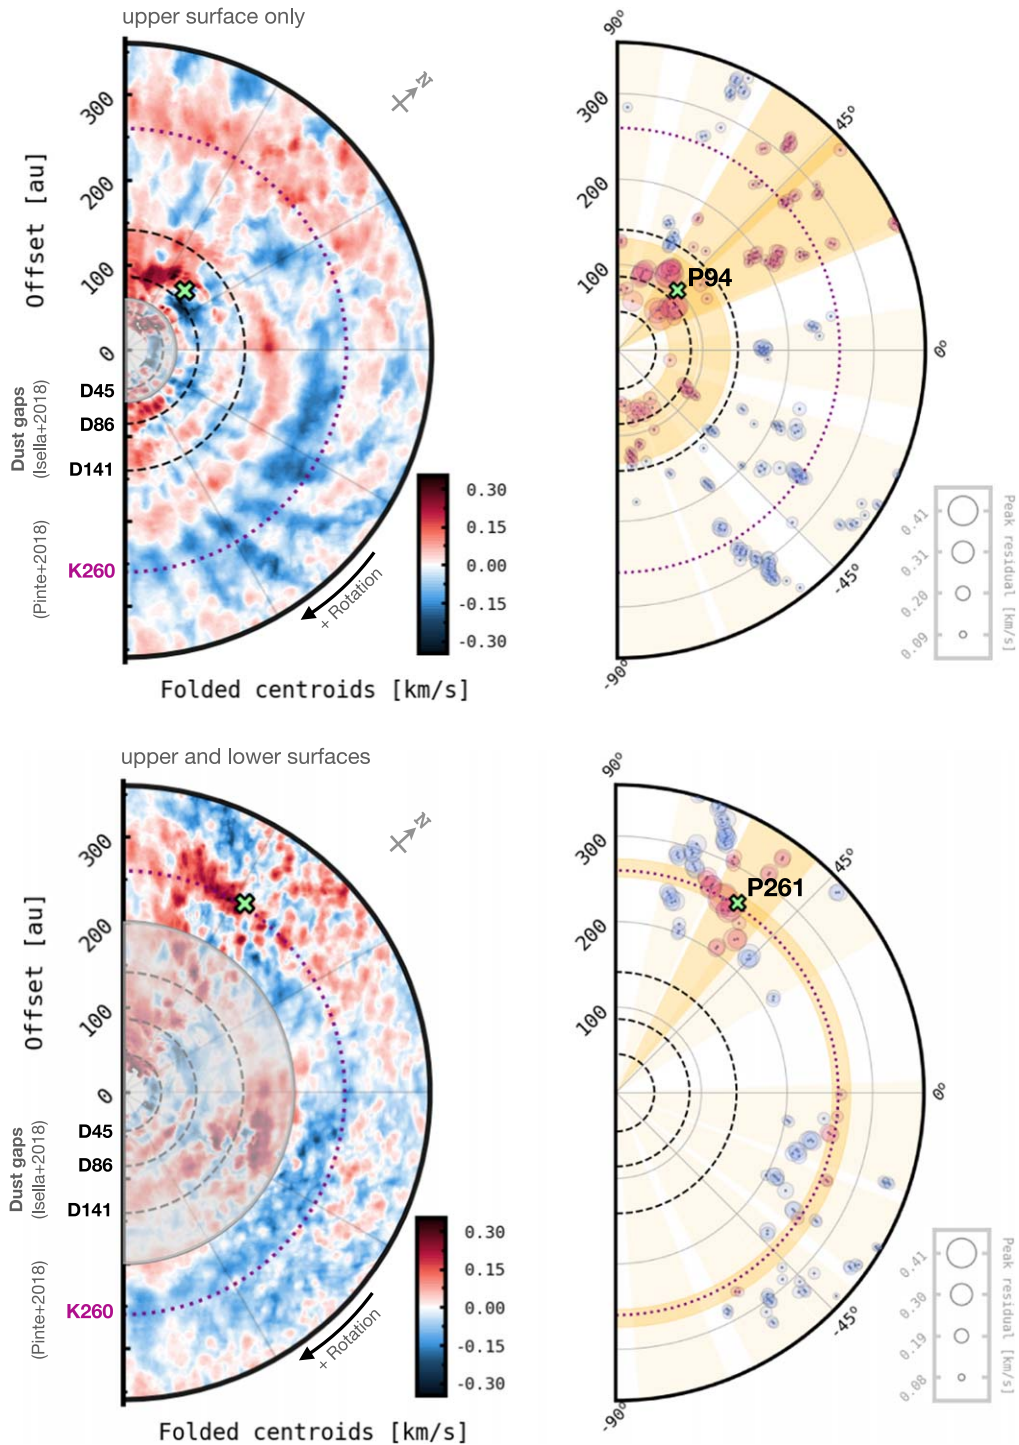 upper surface only
N
Offset [au]
300
200
100
0
D45
D86
D141
Dust gaps
(Isella+2018)
K260
(Pinte+2018)
+ Rotation
0.30
0.15
0.00
-0.15
-0.30
Folded centroids [km/s]
90°
45°
0°
-45°
-90°
300
200
100
P94
0.41
0.31
0.20
0.09
Peak residual [km/s]
upper and lower surfaces
N
Offset [au]
300
200
100
0
D45
D86
D141
Dust gaps
(Isella+2018)
K260
(Pinte+2018)
+ Rotation
0.30
0.15
0.00
-0.15
-0.30
Folded centroids [km/s]
90°
45°
0°
-45°
-90°
300
200
100
P261
0.41
0.30
0.19
0.08
Peak residual [km/s]